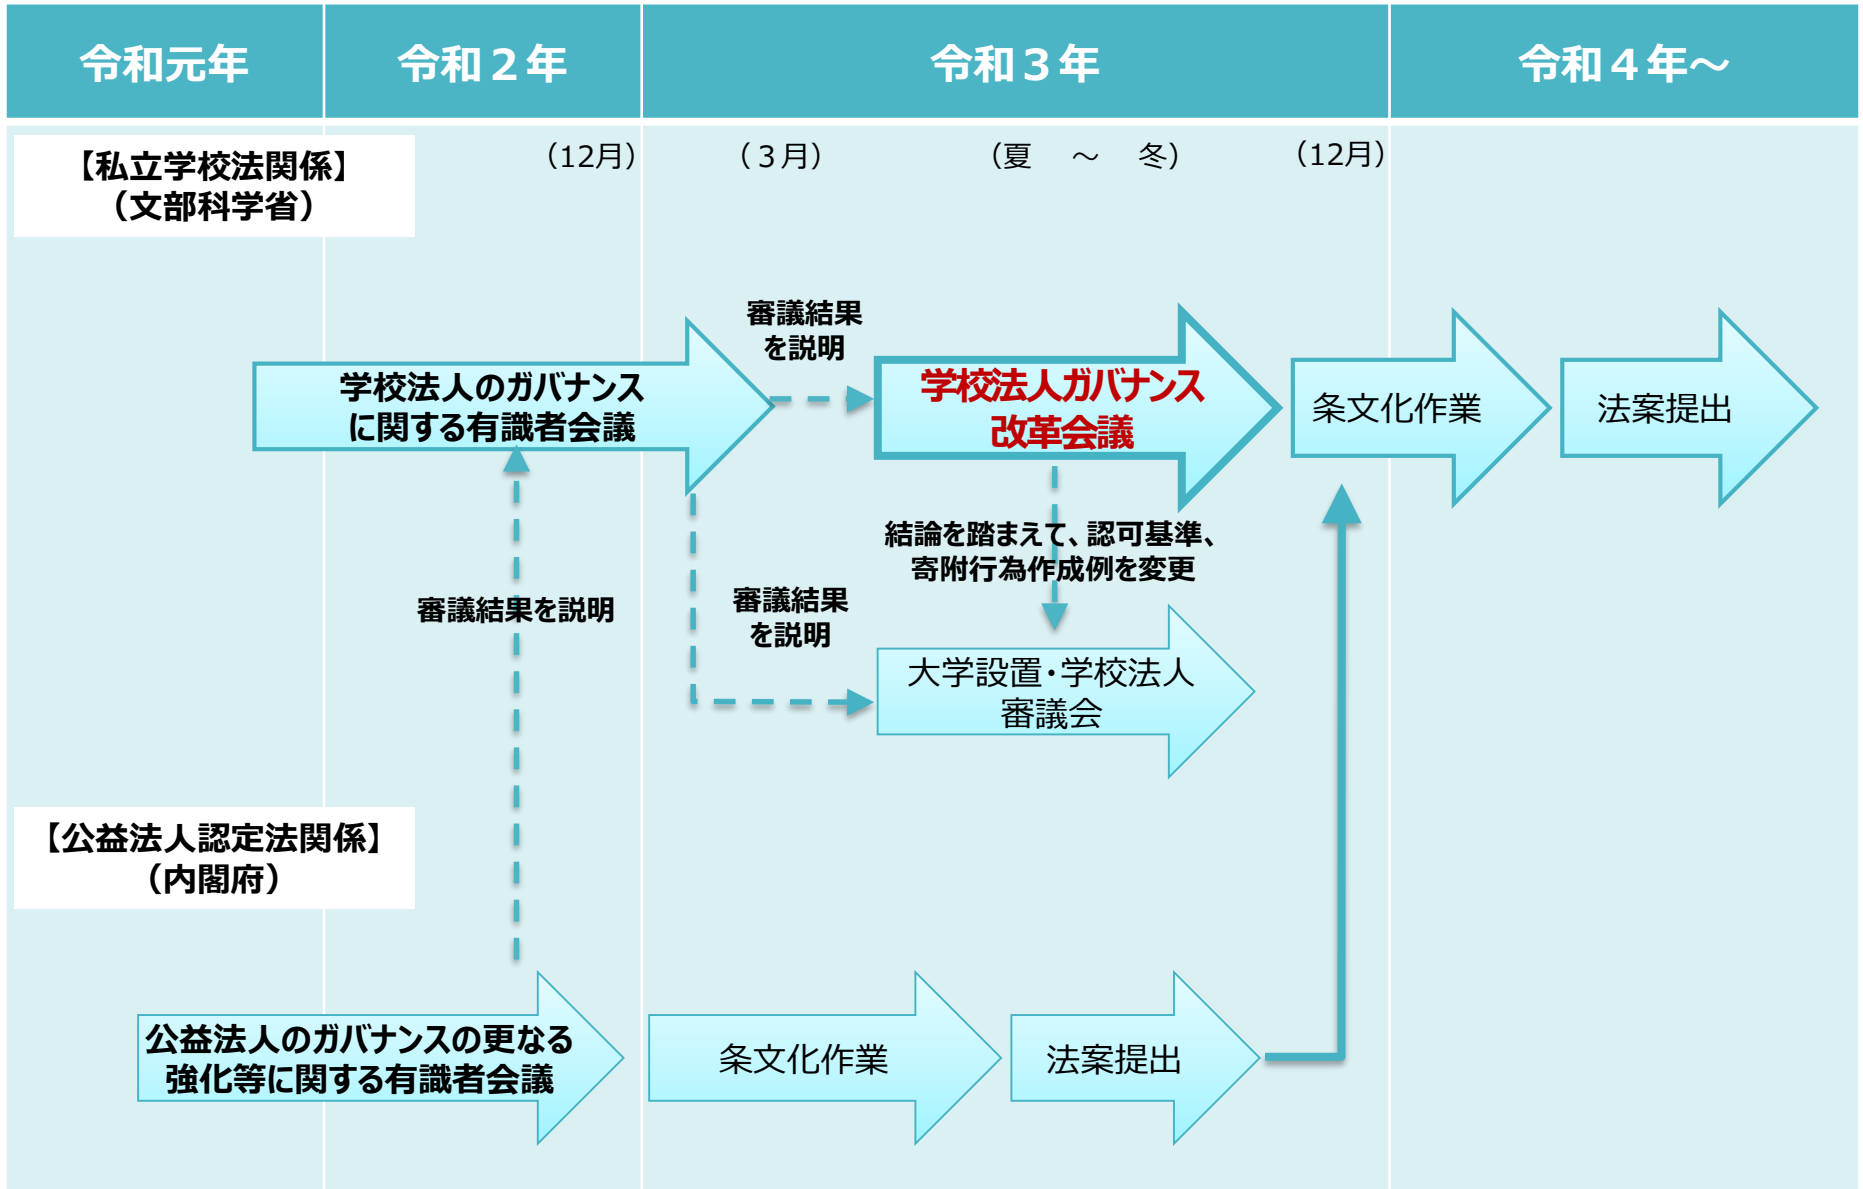 令和元年
令和２年
令和３年
令和４年～
【私立学校法関係】
（文部科学省）
（12月）
（３月）
（夏　～　冬）
（12月）
審議結果
を説明
学校法人のガバナンス
に関する有識者会議
学校法人ガバナンス
改革会議
条文化作業
法案提出
結論を踏まえて、認可基準、
寄附行為作成例を変更
審議結果を説明
審議結果
を説明
大学設置・学校法人
審議会
【公益法人認定法関係】
（内閣府）
公益法人のガバナンスの更なる
強化等に関する有識者会議
条文化作業
法案提出